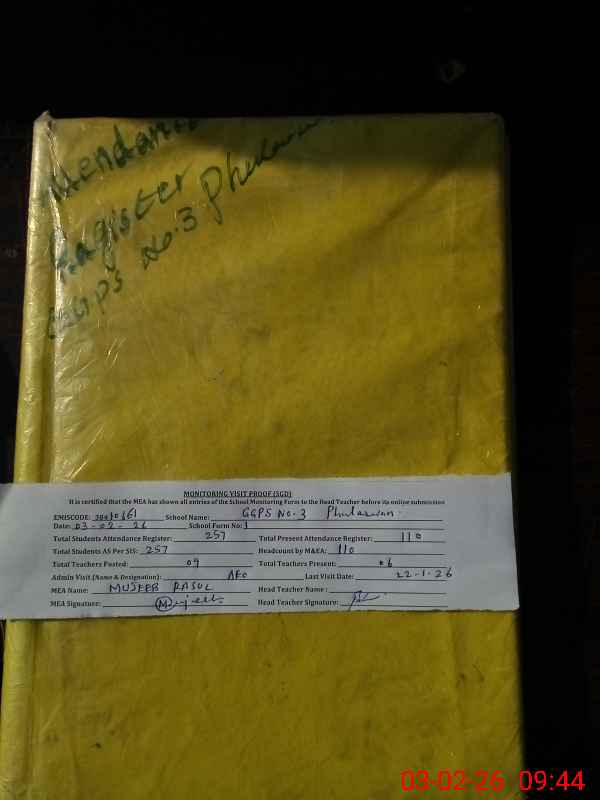 Register
GGPS No.3 Phularwan
MONITORING VISIT PROOF (SGD)
It is certified that the MEA has shown all entries of the School Monitoring Form to the Head Teacher before its online submission
EMISCODE: School Name: GGPS No. 3 Phularwan
Date: 03-02-26 School Form No: 1
Total Students Attendance Register: 257 Total Present Attendance Register: 110
Total Students AS Per SIS: 257 Headcount by M&EA: 110
Total Teachers Posted: 09 Total Teachers Present: 06
Admin Visit (Name & Designation): AEO Last Visit Date: 22-1-26
MEA Name: MUJEEB RASUL Head Teacher Name:
MEA Signature: Mujeeb Head Teacher Signature:
03-02-26 09:44